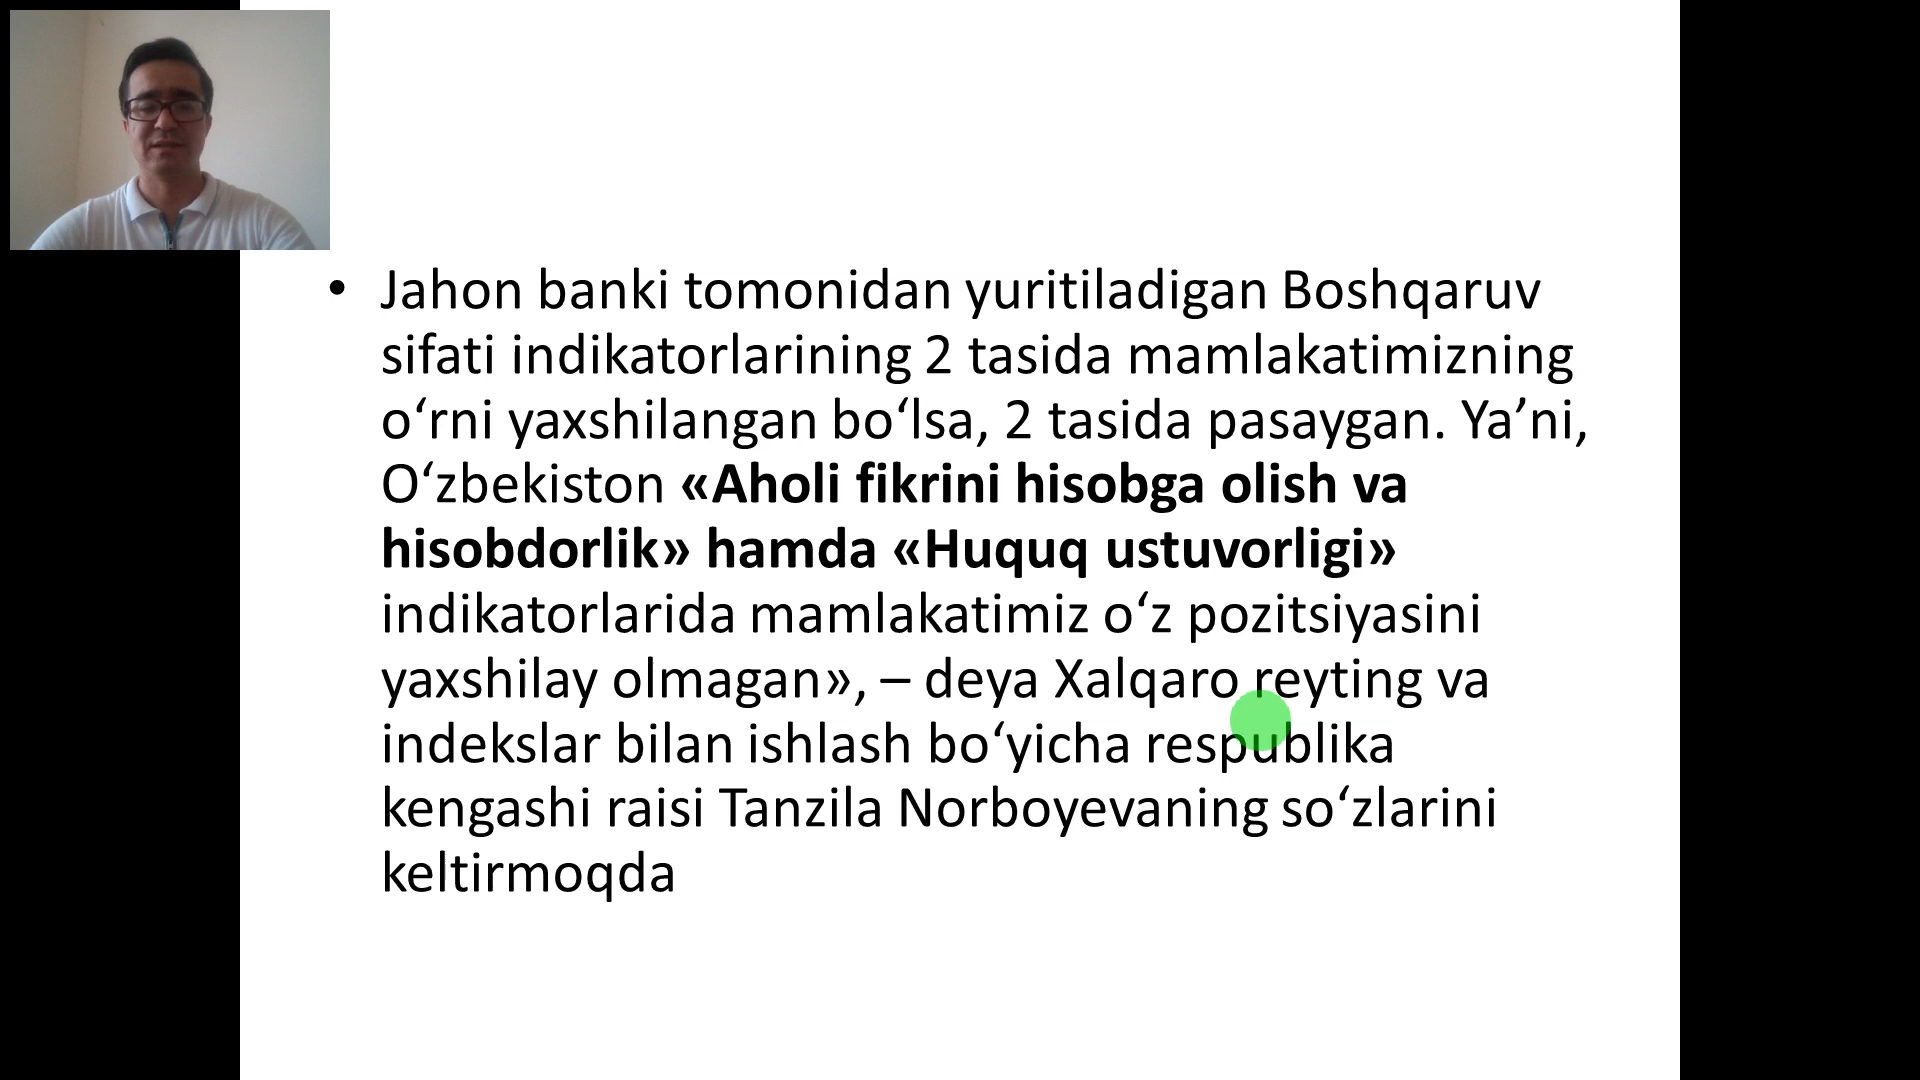 • Jahon banki tomonidan yuritiladigan Boshqaruv
sifati indikatorlarining 2 tasida mamlakatimizning
o‘rni yaxshilangan bo‘lsa, 2 tasida pasaygan. Ya’ni,
O‘zbekiston «Aholi fikrini hisobga olish va
hisobdorlik» hamda «Huquq ustuvorligi»
indikatorlarida mamlakatimiz o‘z pozitsiyasini
yaxshilay olmagan», – deya Xalqaro reyting va
indekslar bilan ishlash bo‘yicha respublika
kengashi raisi Tanzila Norboyevaning so‘zlarini
keltirmoqda